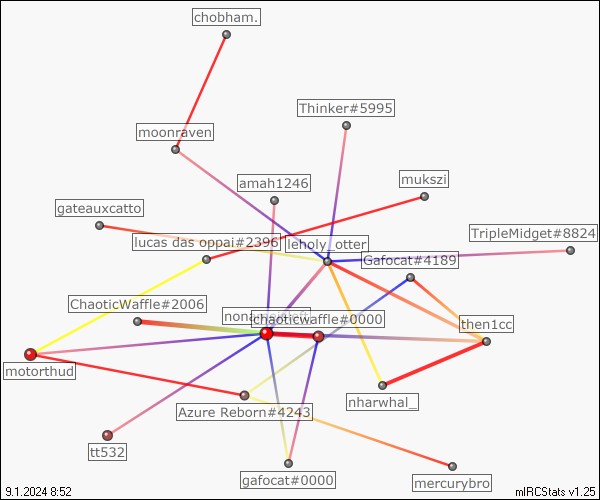 chobham.
Thinker#5995
moonraven
amah1246
mukszi
gateauxcatto
TripleMidget#8824
lucas das oppai#2396
leholy_otter
Gafocat#4189
ChaoticWaffle#2006
chaoticwaffle#0000
then1cc
motorthud
nharwhal_
Azure Reborn#4243
tt532
gafocat#0000
mercurybro
9.1.2024 8:52
mIRCStats v1.25